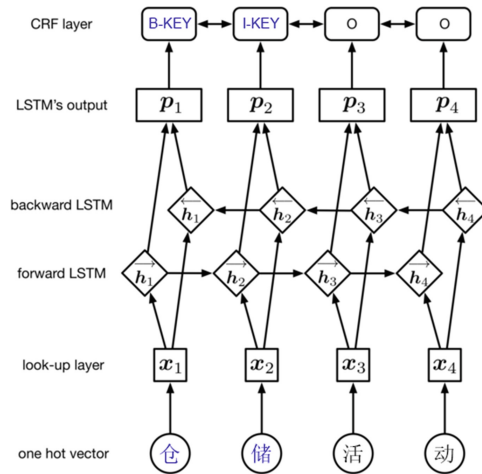 CRF layer B-KEY I-KEY O O
LSTM's output p₁ p₂ p₃ p₄
backward LSTM ←h₁ ←h₂ ←h₃ ←h₄
forward LSTM →h₁ →h₂ →h₃ →h₄
look-up layer x₁ x₂ x₃ x₄
one hot vector 仓 储 活 动